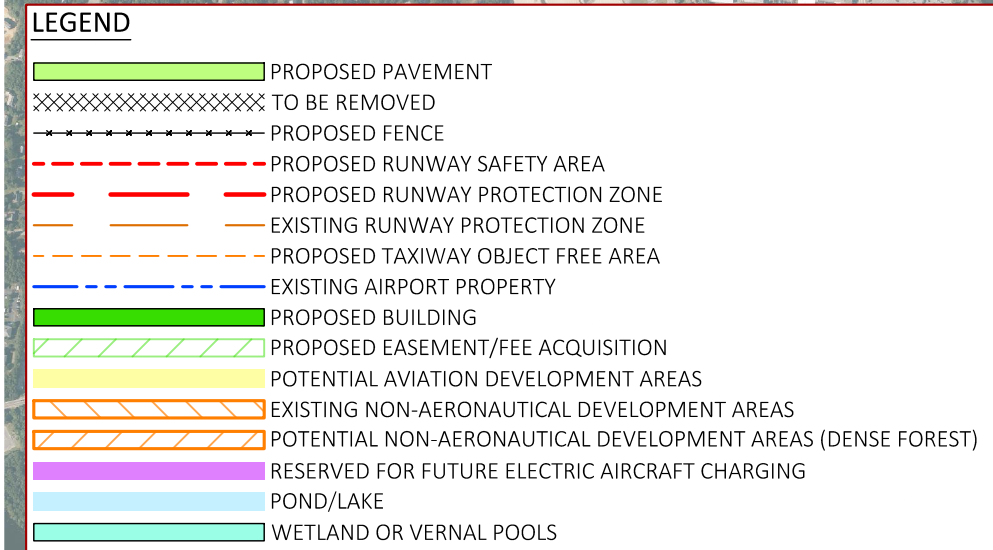 LEGEND
PROPOSED PAVEMENT
TO BE REMOVED
PROPOSED FENCE
PROPOSED RUNWAY SAFETY AREA
PROPOSED RUNWAY PROTECTION ZONE
EXISTING RUNWAY PROTECTION ZONE
PROPOSED TAXIWAY OBJECT FREE AREA
EXISTING AIRPORT PROPERTY
PROPOSED BUILDING
PROPOSED EASEMENT/FEE ACQUISITION
POTENTIAL AVIATION DEVELOPMENT AREAS
EXISTING NON-AERONAUTICAL DEVELOPMENT AREAS
POTENTIAL NON-AERONAUTICAL DEVELOPMENT AREAS (DENSE FOREST)
RESERVED FOR FUTURE ELECTRIC AIRCRAFT CHARGING
POND/LAKE
WETLAND OR VERNAL POOLS